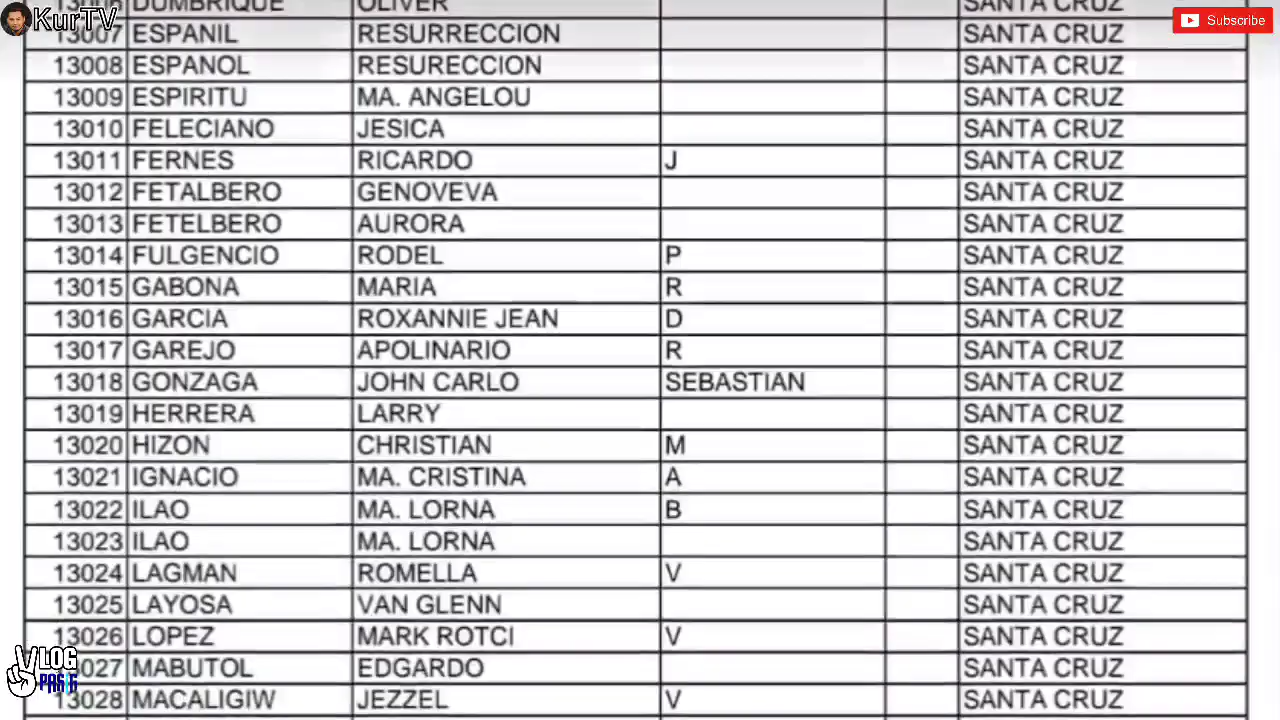 KurTV
Subscribe
13006 DUMBRIQUE OLIVER SANTA CRUZ
13007 ESPANIL RESURRECCION SANTA CRUZ
13008 ESPANOL RESURECCION SANTA CRUZ
13009 ESPIRITU MA. ANGELOU SANTA CRUZ
13010 FELECIANO JESICA SANTA CRUZ
13011 FERNES RICARDO J SANTA CRUZ
13012 FETALBERO GENOVEVA SANTA CRUZ
13013 FETELBERO AURORA SANTA CRUZ
13014 FULGENCIO RODEL P SANTA CRUZ
13015 GABONA MARIA R SANTA CRUZ
13016 GARCIA ROXANNIE JEAN D SANTA CRUZ
13017 GAREJO APOLINARIO R SANTA CRUZ
13018 GONZAGA JOHN CARLO SEBASTIAN SANTA CRUZ
13019 HERRERA LARRY SANTA CRUZ
13020 HIZON CHRISTIAN M SANTA CRUZ
13021 IGNACIO MA. CRISTINA A SANTA CRUZ
13022 ILAO MA. LORNA B SANTA CRUZ
13023 ILAO MA. LORNA SANTA CRUZ
13024 LAGMAN ROMELLA V SANTA CRUZ
13025 LAYOSA VAN GLENN SANTA CRUZ
13026 LOPEZ MARK ROTCI V SANTA CRUZ
13027 MABUTOL EDGARDO SANTA CRUZ
13028 MACALIGIW JEZZEL V SANTA CRUZ
VLOG